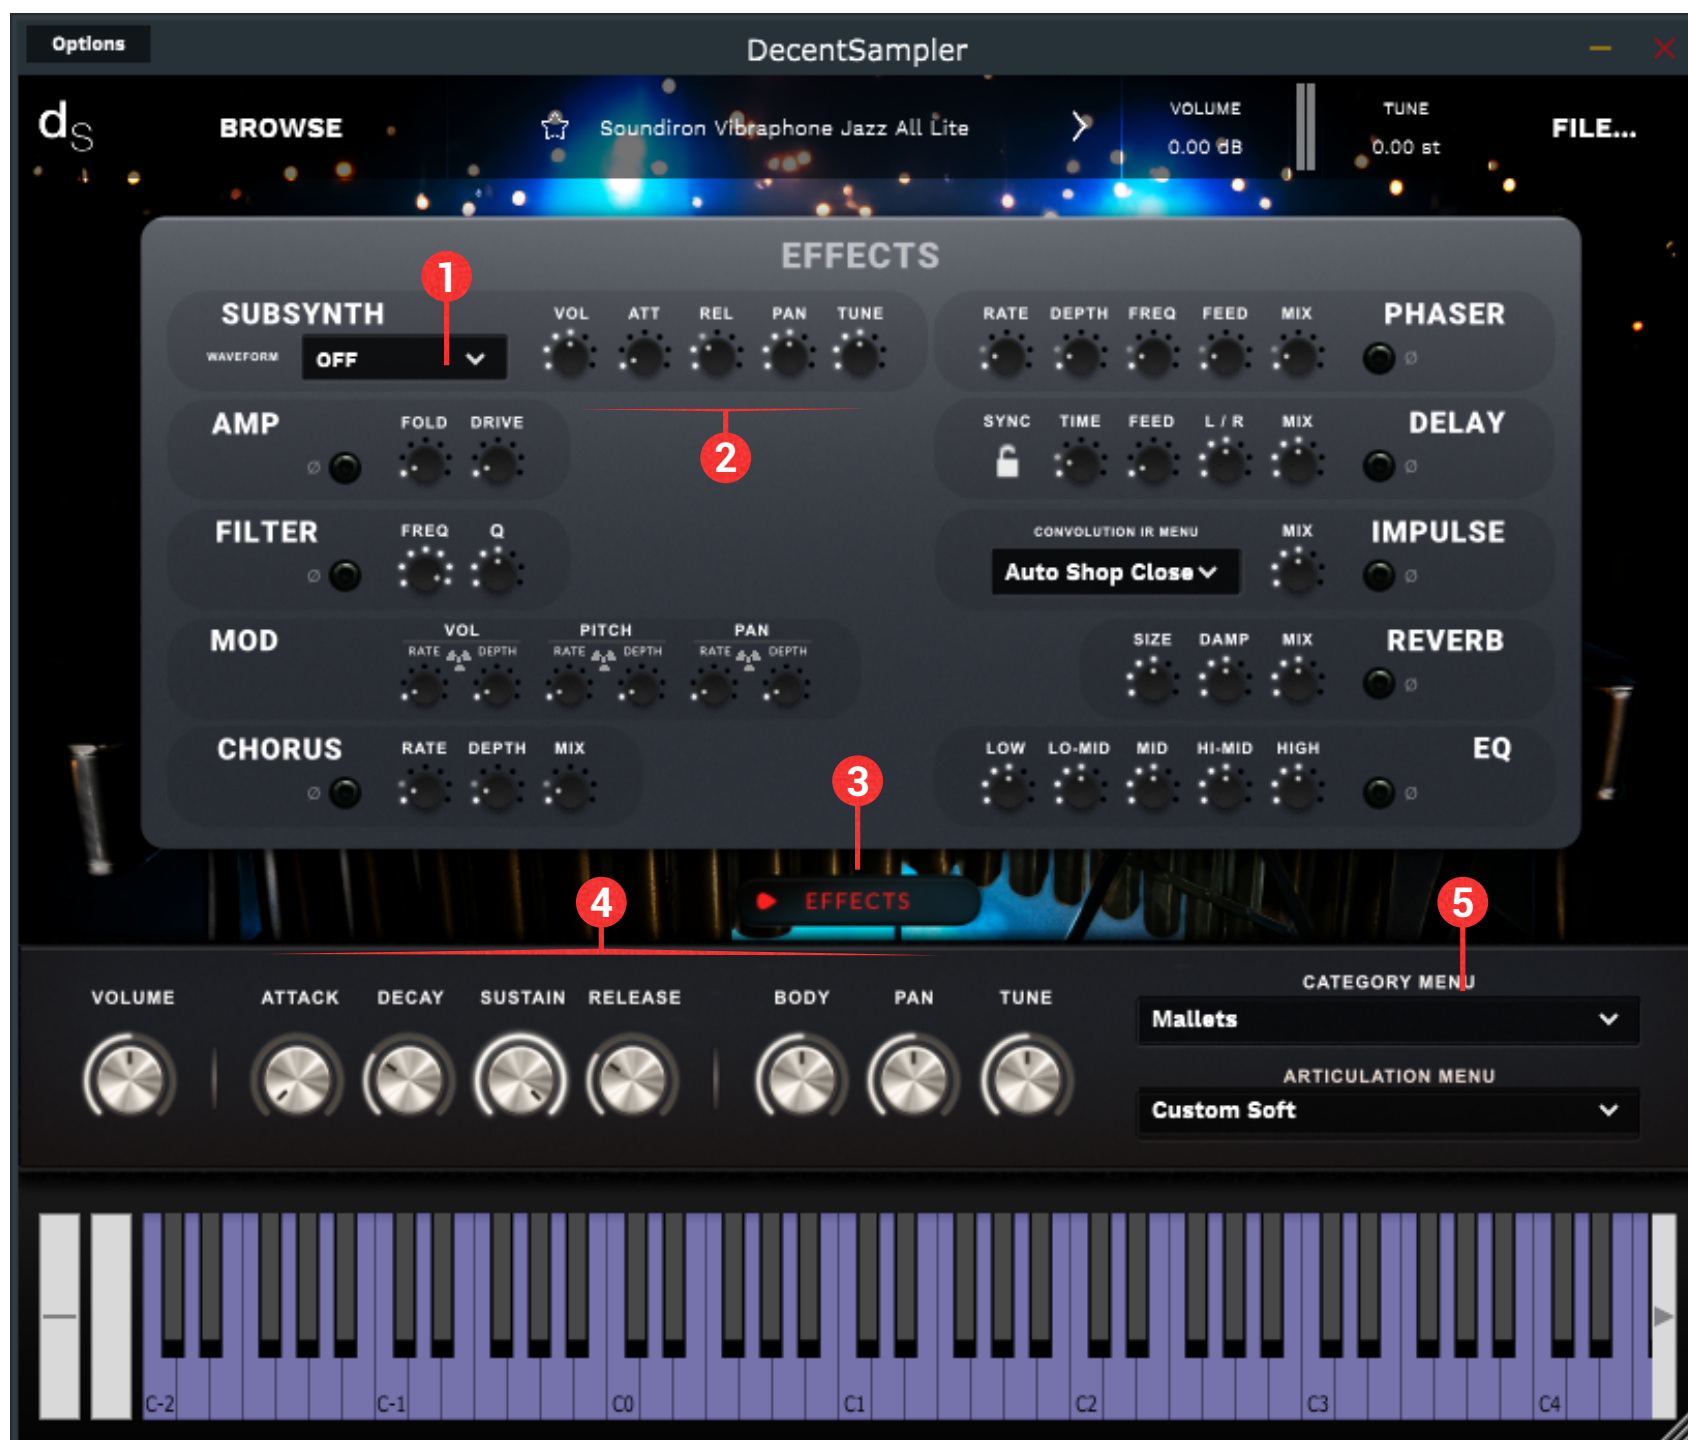 Options
DecentSampler
ds
BROWSE
Soundiron Vibraphone Jazz All Lite
VOLUME
0.00 dB
TUNE
0.00 st
FILE...
EFFECTS
1
SUBSYNTH
WAVEFORM
OFF
VOL ATT REL PAN TUNE
2
AMP
Ø
FOLD DRIVE
FILTER
Ø
FREQ Q
MOD
VOL PITCH PAN
RATE DEPTH RATE DEPTH RATE DEPTH
CHORUS
Ø
RATE DEPTH MIX
RATE DEPTH FREQ FEED MIX
PHASER
Ø
SYNC TIME FEED L / R MIX
DELAY
Ø
CONVOLUTION IR MENU
Auto Shop Close
MIX
IMPULSE
Ø
SIZE DAMP MIX
REVERB
Ø
LOW LO-MID MID HI-MID HIGH
EQ
Ø
3
EFFECTS
4
5
VOLUME ATTACK DECAY SUSTAIN RELEASE BODY PAN TUNE
CATEGORY MENU
Mallets
ARTICULATION MENU
Custom Soft
C-2 C-1 C0 C1 C2 C3 C4